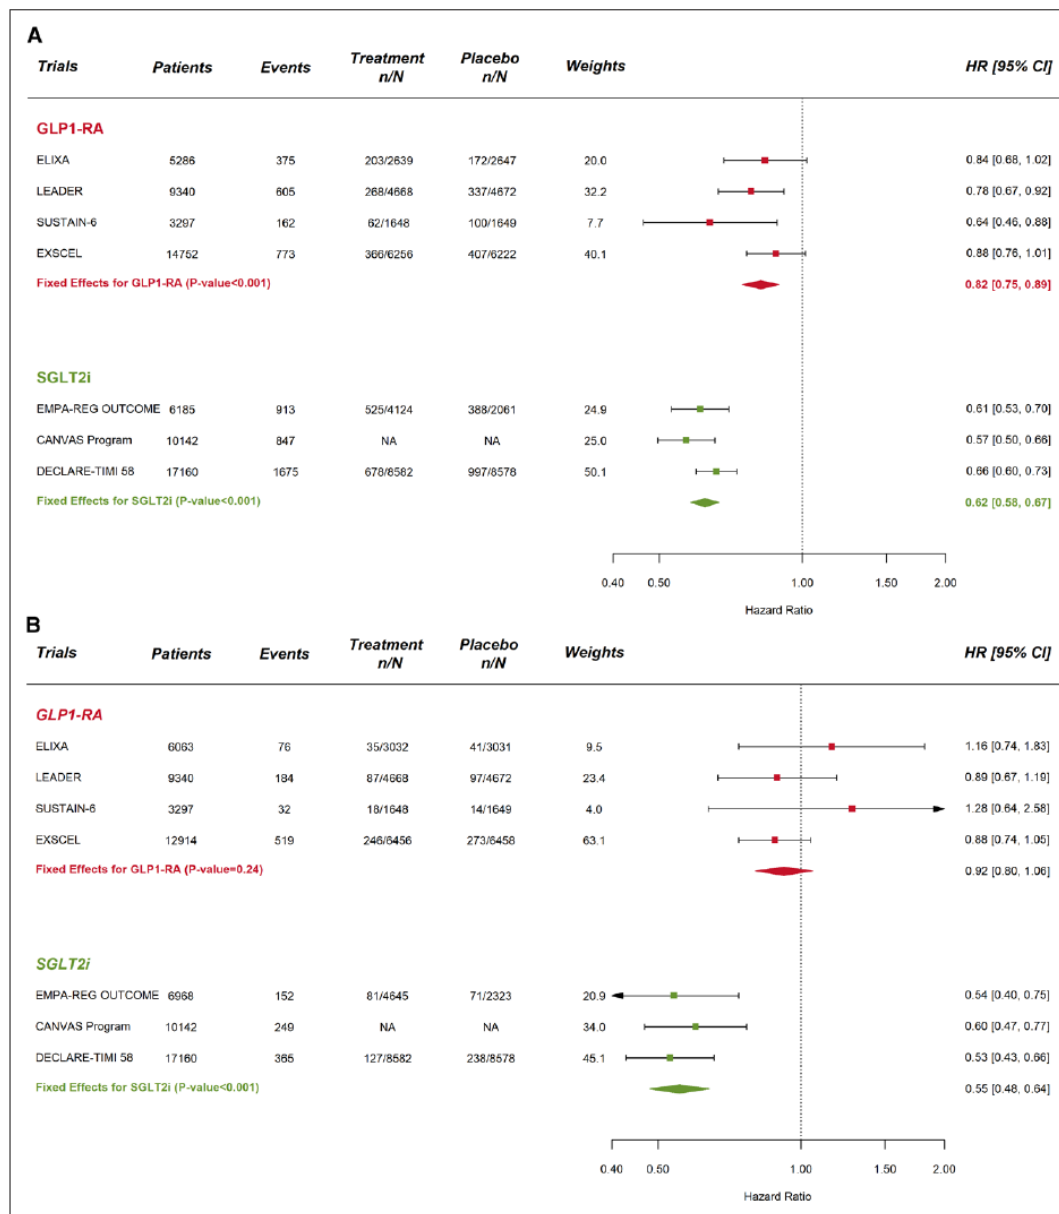 A
Trials Patients Events Treatment n/N Placebo n/N Weights HR [95% CI]
GLP1-RA
ELIXA 5286 375 203/2639 172/2647 20.0 0.84 [0.68, 1.02]
LEADER 9340 605 268/4668 337/4672 32.2 0.78 [0.67, 0.92]
SUSTAIN-6 3297 162 62/1648 100/1649 7.7 0.64 [0.46, 0.88]
EXSCEL 14752 773 366/6256 407/6222 40.1 0.88 [0.76, 1.01]
Fixed Effects for GLP1-RA (P-value<0.001) 0.82 [0.75, 0.89]
SGLT2i
EMPA-REG OUTCOME 6185 913 525/4124 388/2061 24.9 0.61 [0.53, 0.70]
CANVAS Program 10142 847 NA NA 25.0 0.57 [0.50, 0.66]
DECLARE-TIMI 58 17160 1675 678/8582 997/8578 50.1 0.66 [0.60, 0.73]
Fixed Effects for SGLT2i (P-value<0.001) 0.62 [0.58, 0.67]
0.40 0.50 1.00 1.50 2.00
Hazard Ratio
B
Trials Patients Events Treatment n/N Placebo n/N Weights HR [95% CI]
GLP1-RA
ELIXA 6063 76 35/3032 41/3031 9.5 1.16 [0.74, 1.83]
LEADER 9340 184 87/4668 97/4672 23.4 0.89 [0.67, 1.19]
SUSTAIN-6 3297 32 18/1648 14/1649 4.0 1.28 [0.64, 2.58]
EXSCEL 12914 519 246/6456 273/6458 63.1 0.88 [0.74, 1.05]
Fixed Effects for GLP1-RA (P-value=0.24) 0.92 [0.80, 1.06]
SGLT2i
EMPA-REG OUTCOME 6968 152 81/4645 71/2323 20.9 0.54 [0.40, 0.75]
CANVAS Program 10142 249 NA NA 34.0 0.60 [0.47, 0.77]
DECLARE-TIMI 58 17160 365 127/8582 238/8578 45.1 0.53 [0.43, 0.66]
Fixed Effects for SGLT2i (P-value<0.001) 0.55 [0.48, 0.64]
0.40 0.50 1.00 1.50 2.00
Hazard Ratio